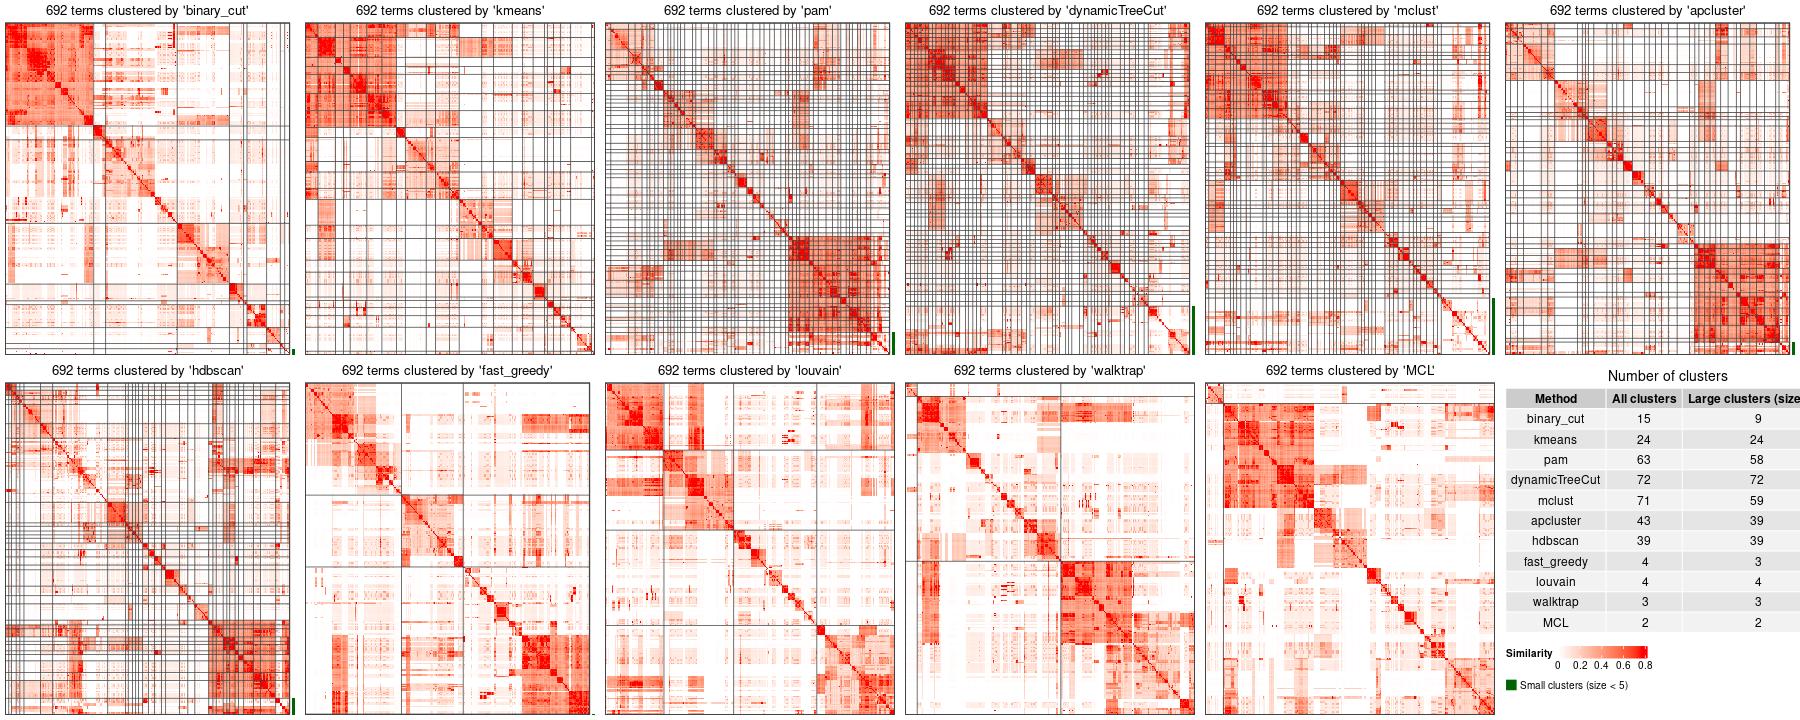 692 terms clustered by 'binary_cut'
692 terms clustered by 'kmeans'
692 terms clustered by 'pam'
692 terms clustered by 'dynamicTreeCut'
692 terms clustered by 'mclust'
692 terms clustered by 'apcluster'
692 terms clustered by 'hdbscan'
692 terms clustered by 'fast_greedy'
692 terms clustered by 'louvain'
692 terms clustered by 'walktrap'
692 terms clustered by 'MCL'
Number of clusters
Method All clusters Large clusters (size
binary_cut 15 9
kmeans 24 24
pam 63 58
dynamicTreeCut 72 72
mclust 71 59
apcluster 43 39
hdbscan 39 39
fast_greedy 4 3
louvain 4 4
walktrap 3 3
MCL 2 2
Similarity
0 0.2 0.4 0.6 0.8
Small clusters (size < 5)